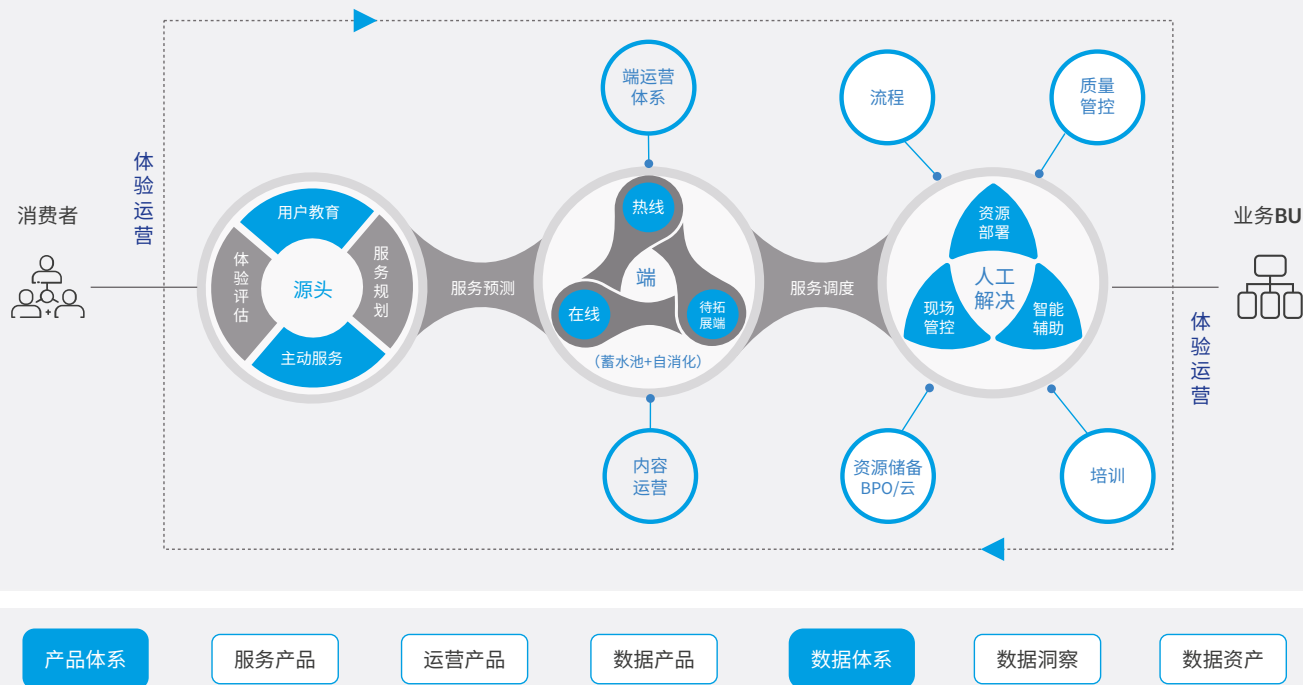 体验运营
消费者
端运营
体系
流程
质量
管控
业务BU
用户教育
体验评估
服务规划
源头
主动服务
服务预测
热线
端
在线
待拓
展端
（蓄水池+自消化）
服务调度
资源
部署
人工
解决
现场
管控
智能
辅助
体验运营
内容
运营
资源储备
BPO/云
培训
产品体系
服务产品
运营产品
数据产品
数据体系
数据洞察
数据资产